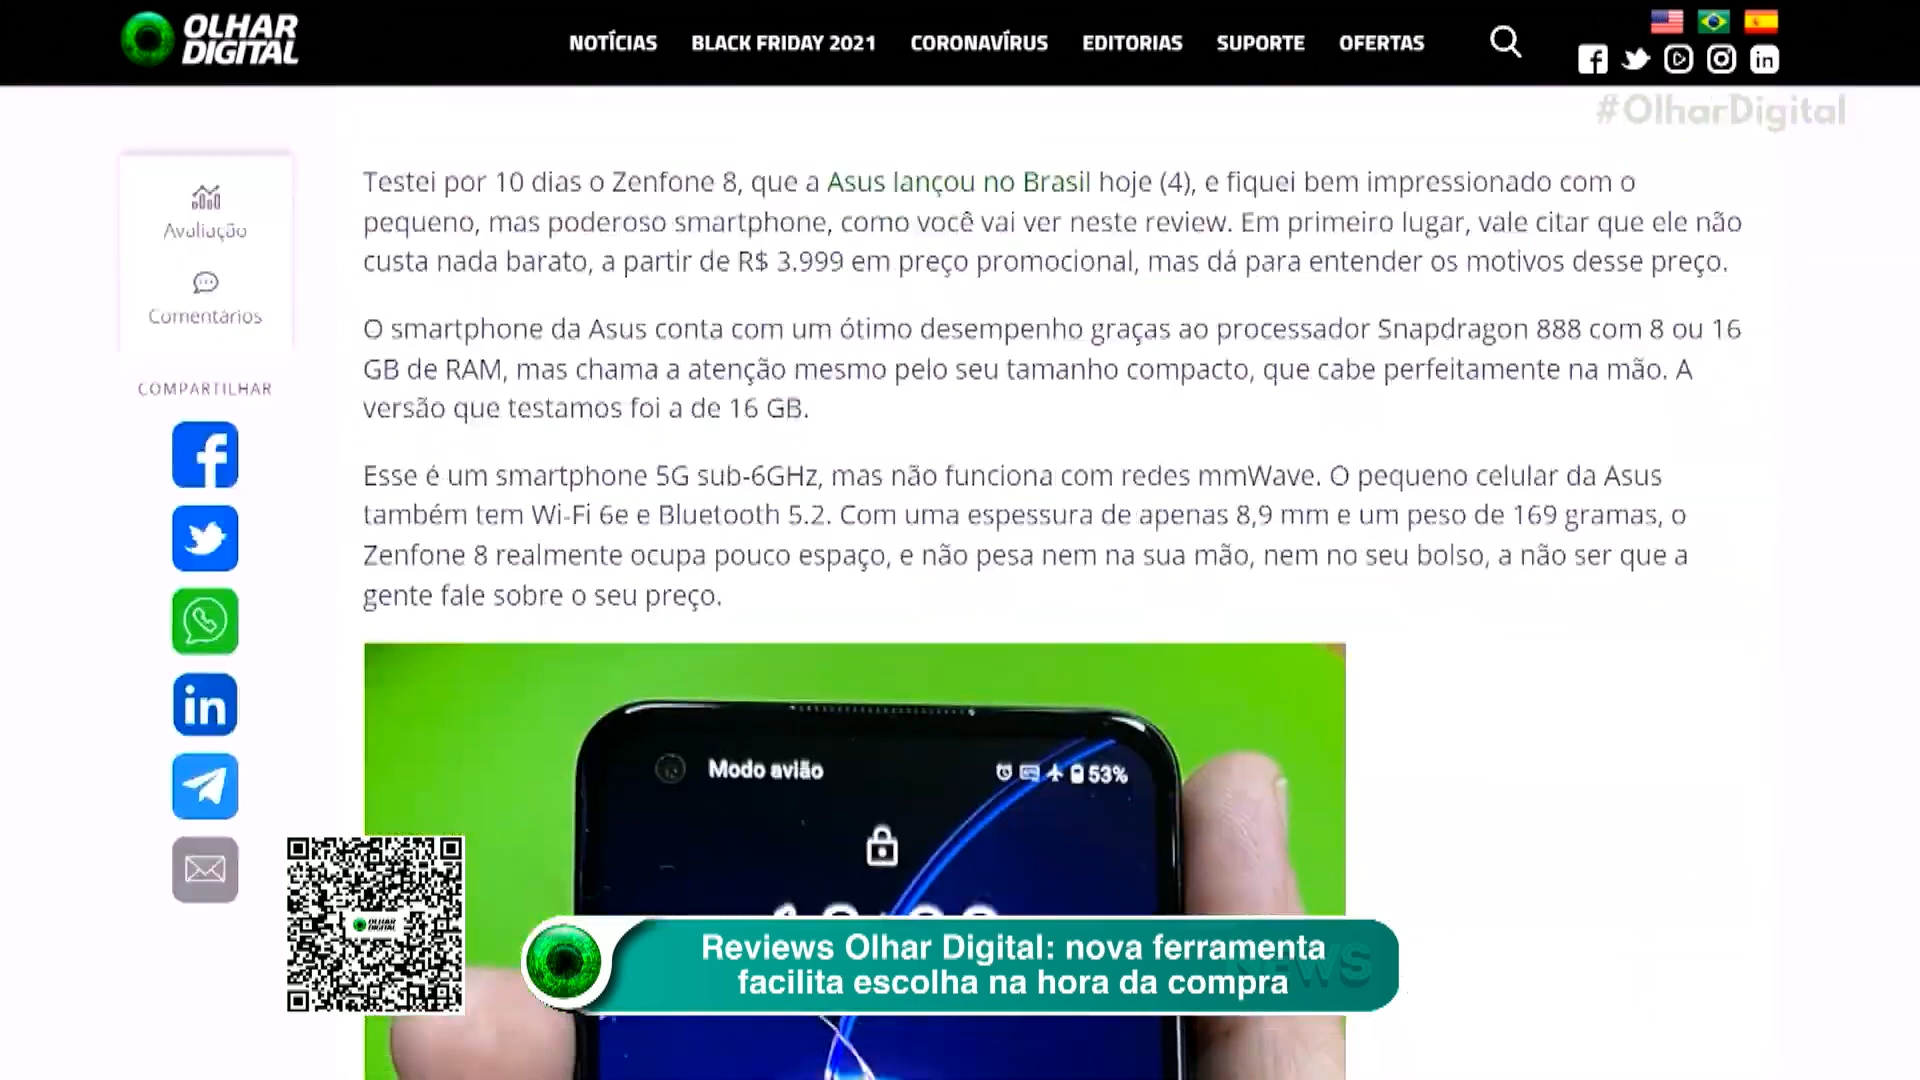 OLHAR
DIGITAL
NOTÍCIAS BLACK FRIDAY 2021 CORONAVÍRUS EDITORIAS SUPORTE OFERTAS
#OlharDigital
Avaliação
Comentários
COMPARTILHAR
Testei por 10 dias o Zenfone 8, que a Asus lançou no Brasil hoje (4), e fiquei bem impressionado com o
pequeno, mas poderoso smartphone, como você vai ver neste review. Em primeiro lugar, vale citar que ele não
custa nada barato, a partir de R$ 3.999 em preço promocional, mas dá para entender os motivos desse preço.
O smartphone da Asus conta com um ótimo desempenho graças ao processador Snapdragon 888 com 8 ou 16
GB de RAM, mas chama a atenção mesmo pelo seu tamanho compacto, que cabe perfeitamente na mão. A
versão que testamos foi a de 16 GB.
Esse é um smartphone 5G sub-6GHz, mas não funciona com redes mmWave. O pequeno celular da Asus
também tem Wi-Fi 6e e Bluetooth 5.2. Com uma espessura de apenas 8,9 mm e um peso de 169 gramas, o
Zenfone 8 realmente ocupa pouco espaço, e não pesa nem na sua mão, nem no seu bolso, a não ser que a
gente fale sobre o seu preço.
Modo avião 53%
OLHAR
DIGITAL
Reviews Olhar Digital: nova ferramenta
facilita escolha na hora da compra
NEWS